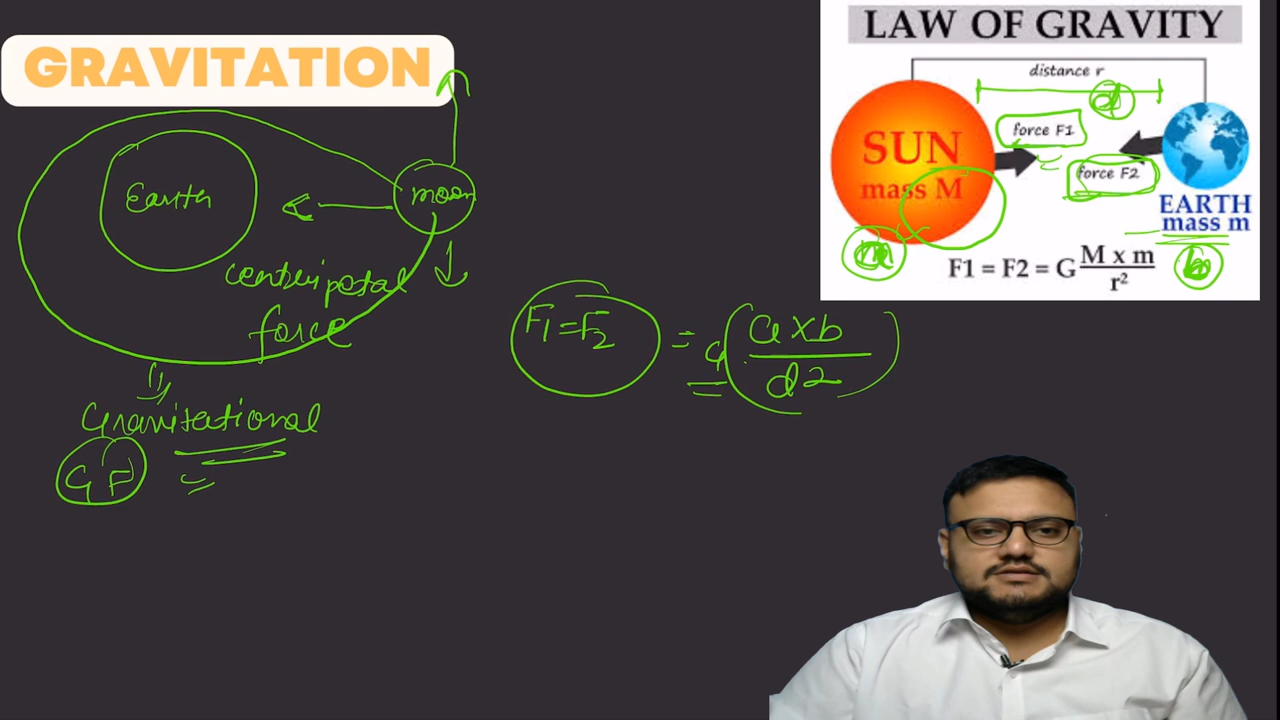 GRAVITATION
Earth
moon
centripetal
force
Gravitational
GF
LAW OF GRAVITY
distance r
d
force F1
force F2
SUN
mass M
EARTH
mass m
a
b
F1 = F2 = G M x m / r²
F1 = F2 = G (a x b / d2)